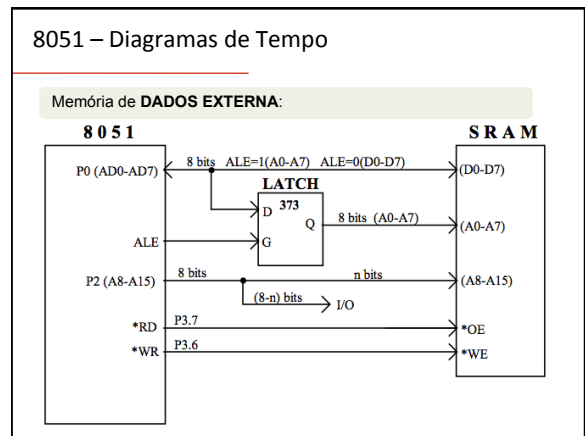 8051 – Diagramas de Tempo
Memória de DADOS EXTERNA:
8051
SRAM
P0 (AD0-AD7)
8 bits
ALE=1(A0-A7)
ALE=0(D0-D7)
(D0-D7)
LATCH
D
373
Q
8 bits (A0-A7)
(A0-A7)
ALE
G
P2 (A8-A15)
8 bits
n bits
(A8-A15)
(8-n) bits
I/O
*RD
P3.7
*OE
*WR
P3.6
*WE